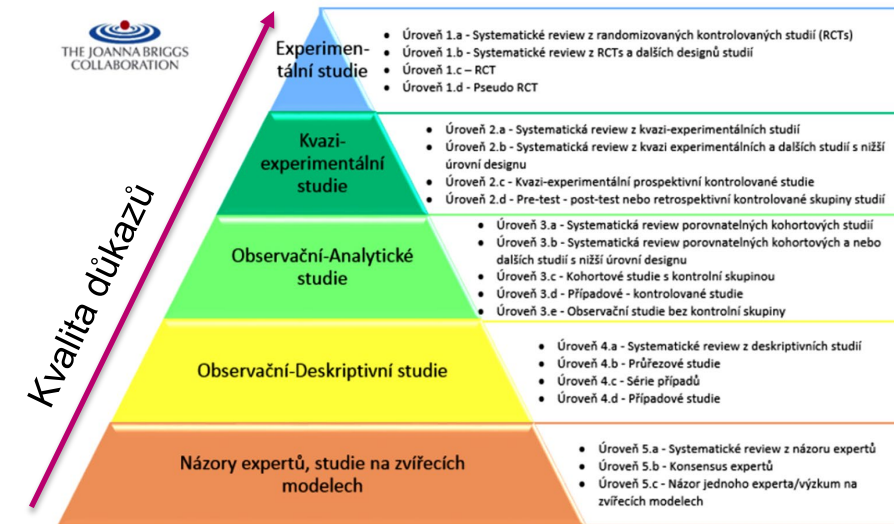 THE JOANNA BRIGGS
COLLABORATION
Kvalita důkazů
Experimen-
tální studie
• Úroveň 1.a - Systematické review z randomizovaných kontrolovaných studií (RCTs)
• Úroveň 1.b - Systematické review z RCTs a dalších designů studií
• Úroveň 1.c – RCT
• Úroveň 1.d - Pseudo RCT
Kvazi-
experimentální
studie
• Úroveň 2.a - Systematická review z kvazi-experimentálních studií
• Úroveň 2.b - Systematická review z kvazi experimentálních a dalších studií s nižší
úrovní designu
• Úroveň 2.c - Kvazi-experimentální prospektivní kontrolované studie
• Úroveň 2.d - Pre-test - post-test nebo retrospektivní kontrolované skupiny studií
Observační-Analytické
studie
• Úroveň 3.a - Systematická review porovnatelných kohortových studií
• Úroveň 3.b - Systematická review porovnatelných kohortových a nebo
dalších studií s nižší úrovní designu
• Úroveň 3.c - Kohortové studie s kontrolní skupinou
• Úroveň 3.d - Případové - kontrolované studie
• Úroveň 3.e – Observační studie bez kontrolní skupiny
Observační-Deskriptivní studie
• Úroveň 4.a - Systematické review z deskriptivních studií
• Úroveň 4.b - Průřezové studie
• Úroveň 4.c - Série případů
• Úroveň 4.d - Případové studie
Názory expertů, studie na zvířecích
modelech
• Úroveň 5.a - Systematické review z názoru expertů
• Úroveň 5.b - Konsensus expertů
• Úroveň 5.c - Názor jednoho experta/výzkum na
zvířecích modelech